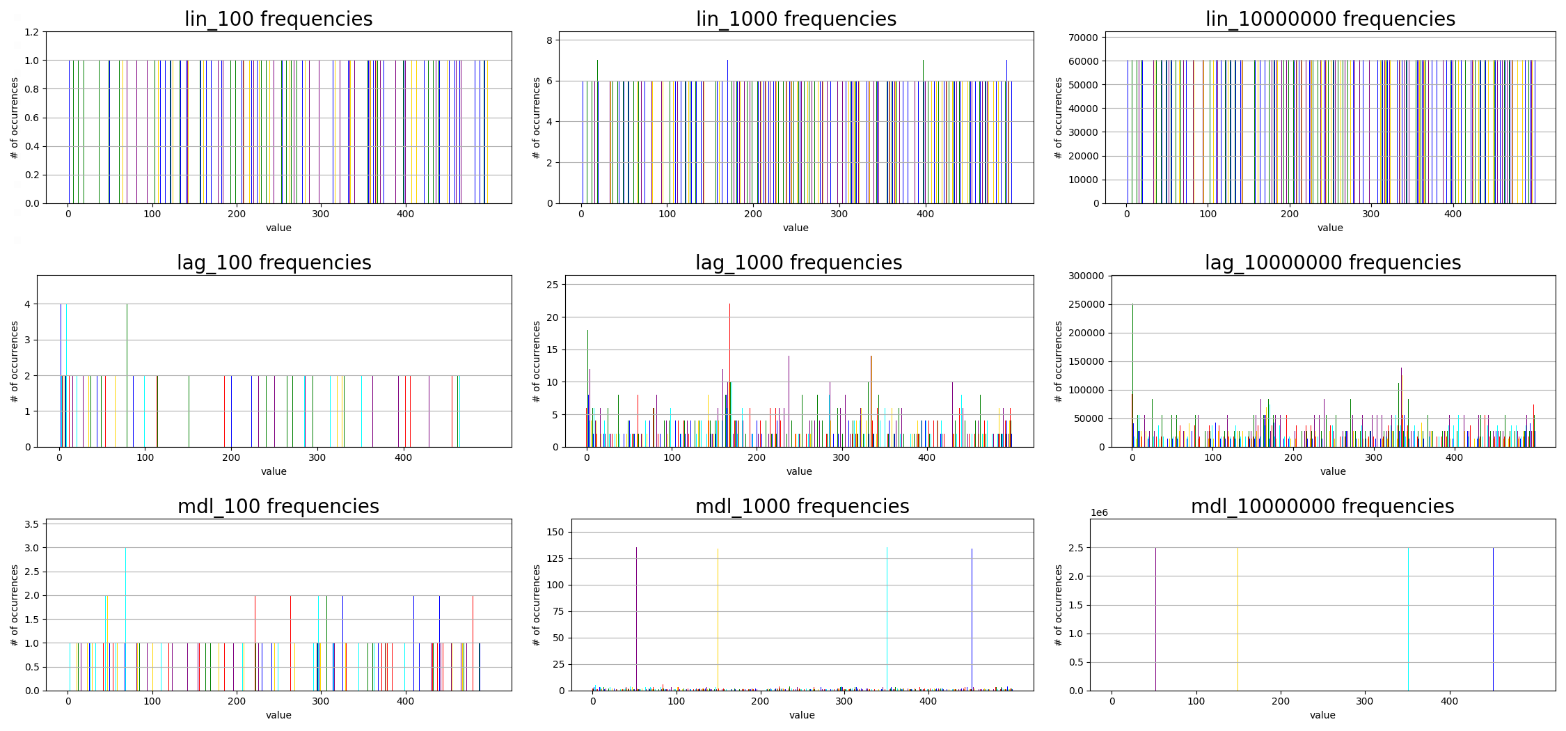 lin_100 frequencies
1.2
1.0
0.8
0.6
0.4
0.2
0.0
# of occurrences
0 100 200 300 400
value
lin_1000 frequencies
8
6
4
2
0
# of occurrences
0 100 200 300 400
value
lin_10000000 frequencies
70000
60000
50000
40000
30000
20000
10000
0
# of occurrences
0 100 200 300 400
value
lag_100 frequencies
4
3
2
1
0
# of occurrences
0 100 200 300 400
value
lag_1000 frequencies
25
20
15
10
5
0
# of occurrences
0 100 200 300 400
value
lag_10000000 frequencies
300000
250000
200000
150000
100000
50000
0
# of occurrences
0 100 200 300 400
value
mdl_100 frequencies
3.5
3.0
2.5
2.0
1.5
1.0
0.5
0.0
# of occurrences
0 100 200 300 400
value
mdl_1000 frequencies
150
125
100
75
50
25
0
# of occurrences
0 100 200 300 400
value
mdl_10000000 frequencies
1e6
2.5
2.0
1.5
1.0
0.5
0.0
# of occurrences
0 100 200 300 400
value